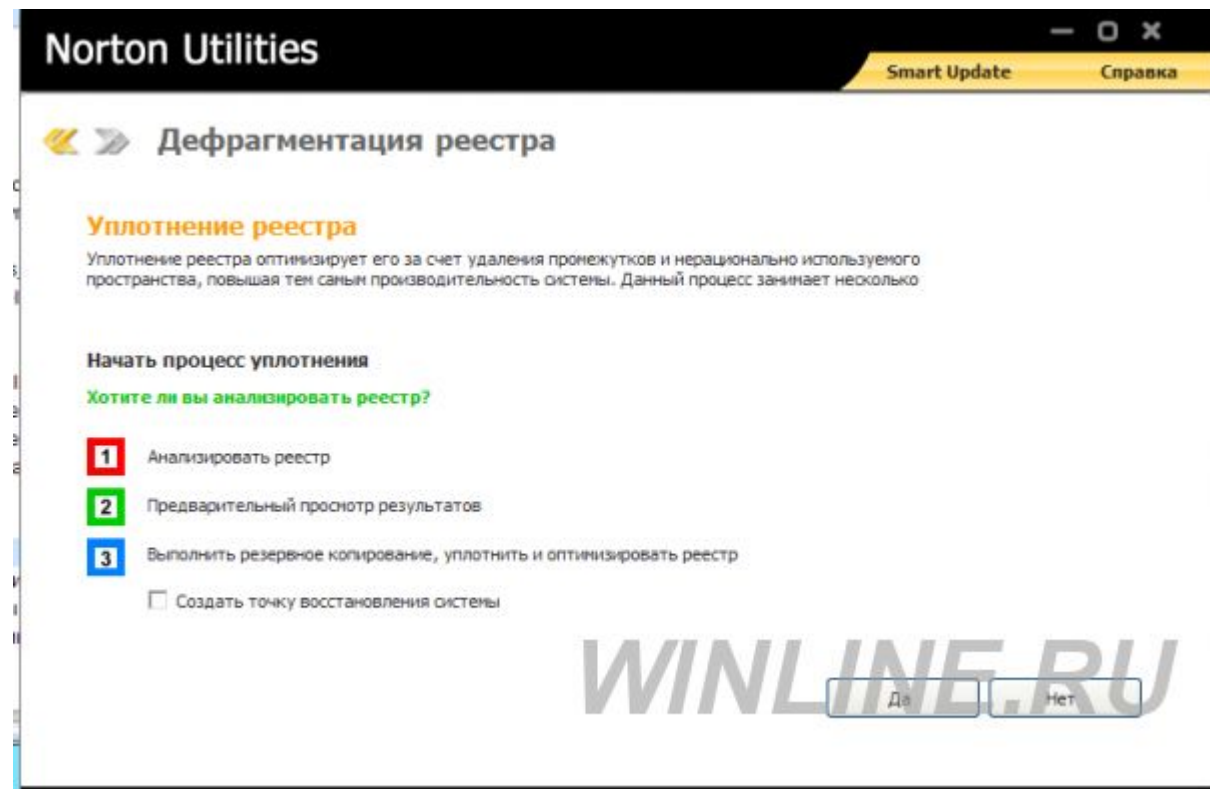 Norton Utilities
Smart Update Справка
Дефрагментация реестра
Уплотнение реестра
Уплотнение реестра оптимизирует его за счет удаления промежутков и нерационально используемого
пространства, повышая тем самым производительность системы. Данный процесс занимает несколько
Начать процесс уплотнения
Хотите ли вы анализировать реестр?
1 Анализировать реестр
2 Предварительный просмотр результатов
3 Выполнить резервное копирование, уплотнить и оптимизировать реестр
Создать точку восстановления системы
WINLINE.RU
Да Нет